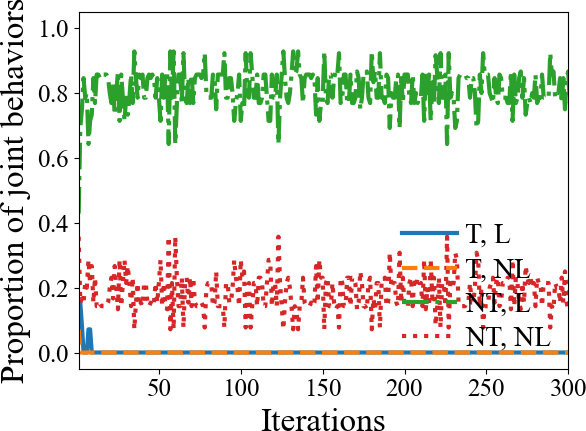 Proportion of joint behaviors
1.0
0.8
0.6
0.4
0.2
0.0
T, L
T, NL
NT, L
NT, NL
50
100
150
200
250
300
Iterations